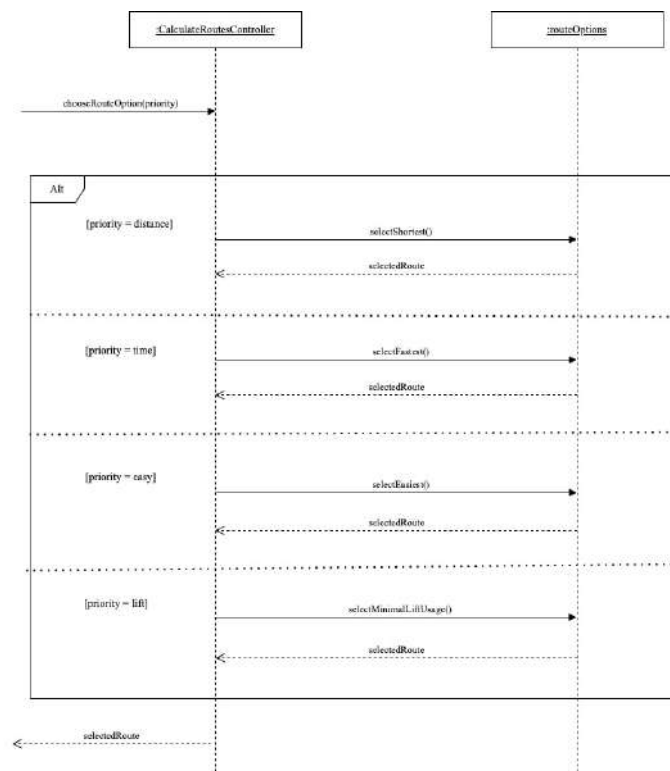 :CalculateRoutesController
:routeOptions
chooseRouteOption(priority)
Alt
[priority = distance]
selectShortest()
selectedRoute
[priority = time]
selectFastest()
selectedRoute
[priority = easy]
selectEasiest()
selectedRoute
[priority = lift]
selectMinimalLiftUsage()
selectedRoute
selectedRoute